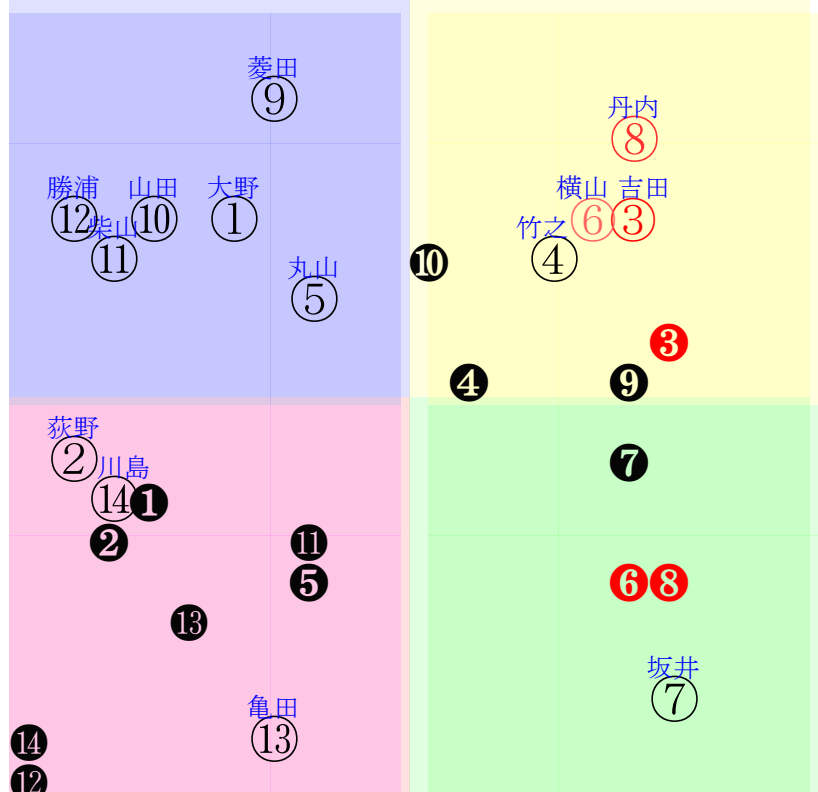 菱田
⑨
丹内
⑧
勝浦 山田 大野 横山 吉田
⑫ ⑩ ① ⑥ ③
柴山 竹之
⑪ ④
❿
丸山
⑤
❸
❹ ❾
荻野
②
❼
川島
⑭ ❶
❷ ⓫
❺ ❻ ❽
⓭
坂井
⑦
亀田
⑬
⓮
⓬